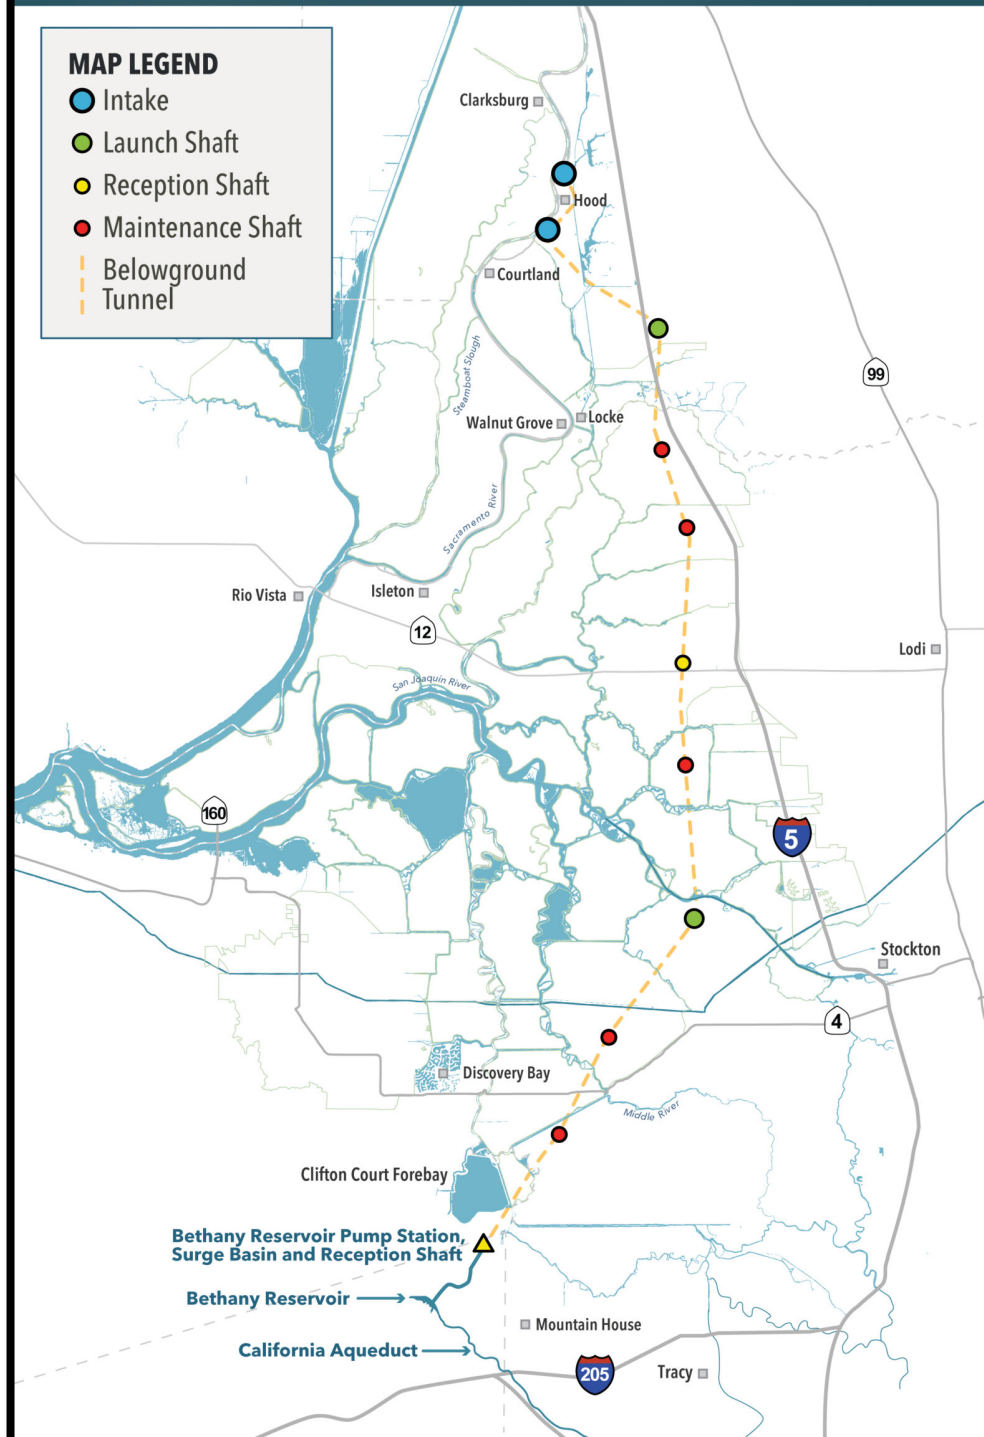 MAP LEGEND
Intake
Launch Shaft
Reception Shaft
Maintenance Shaft
Belowground
Tunnel
Clarksburg
Hood
Courtland
Steamboat Slough
99
Walnut Grove
Locke
Sacramento River
Rio Vista
Isleton
12
Lodi
San Joaquin River
160
5
Stockton
4
Discovery Bay
Middle River
Clifton Court Forebay
Bethany Reservoir Pump Station,
Surge Basin and Reception Shaft
Bethany Reservoir
California Aqueduct
Mountain House
205
Tracy